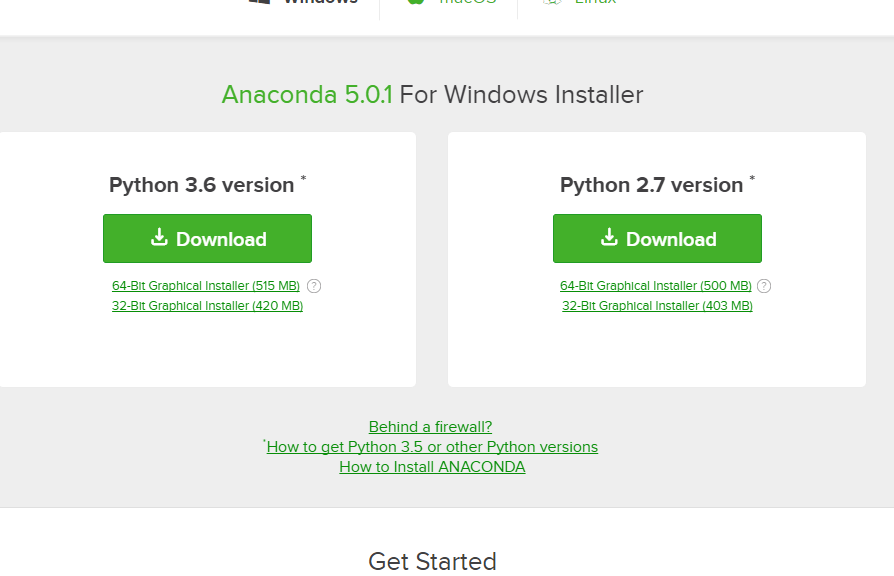 Windows macOS Linux
Anaconda 5.0.1 For Windows Installer
Python 3.6 version *
Download
64-Bit Graphical Installer (515 MB) ?
32-Bit Graphical Installer (420 MB)
Python 2.7 version *
Download
64-Bit Graphical Installer (500 MB) ?
32-Bit Graphical Installer (403 MB)
Behind a firewall?
*How to get Python 3.5 or other Python versions
How to Install ANACONDA
Get Started